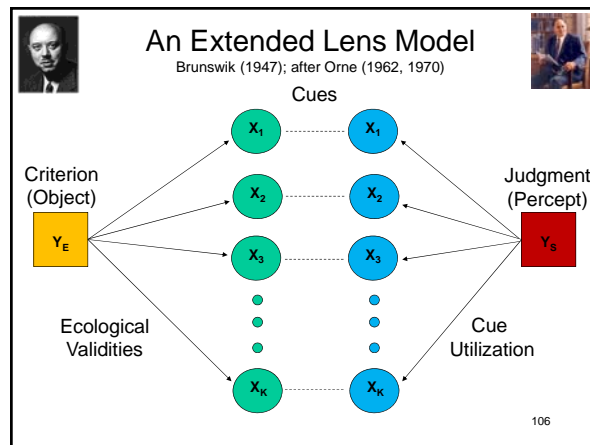 An Extended Lens Model
Brunswik (1947); after Orne (1962, 1970)
Cues
X1 X1
Criterion
(Object)
Judgment
(Percept)
X2 X2
YE
YS
X3 X3
Ecological
Validities
Cue
Utilization
XK XK
106